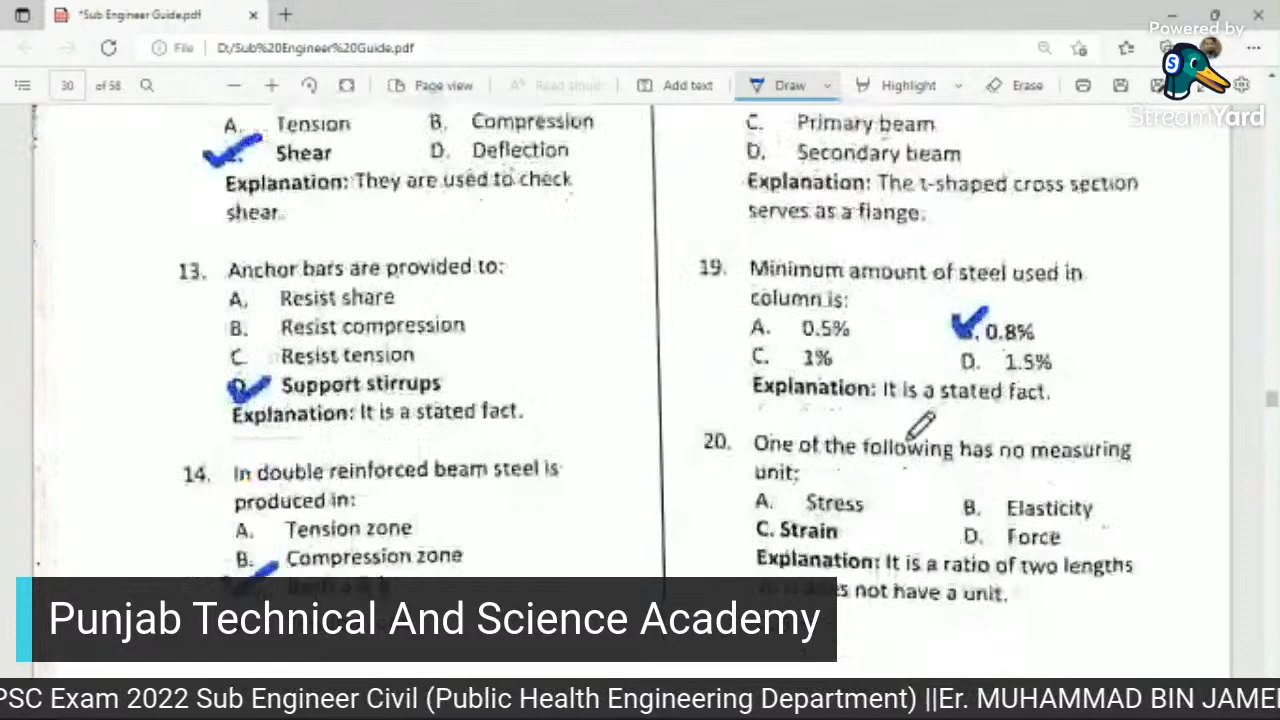 *Sub Engineer Guide.pdf
Powered by
File D:/Sub%20Engineer%20Guide.pdf
S
30 of 58 Page view Read aloud Add text Draw Highlight Erase
StreamYard
A. Tension B. Compression
Shear D. Deflection
Explanation: They are used to check
shear.
13. Anchor bars are provided to:
A. Resist share
B. Resist compression
C Resist tension
D. Support stirrups
Explanation: It is a stated fact.
14. In double reinforced beam steel is
produced in:
A. Tension zone
B. Compression zone
C. Primary beam
D. Secondary beam
Explanation: The t-shaped cross section
serves as a flange.
19. Minimum amount of steel used in
column is:
A. 0.5% 0.8%
C. 1% D. 1.5%
Explanation: It is a stated fact.
20. One of the following has no measuring
unit:
A. Stress B. Elasticity
C. Strain D. Force
Explanation: It is a ratio of two lengths
not have a unit.
Punjab Technical And Science Academy
PSC Exam 2022 Sub Engineer Civil (Public Health Engineering Department) ||Er. MUHAMMAD BIN JAMEE